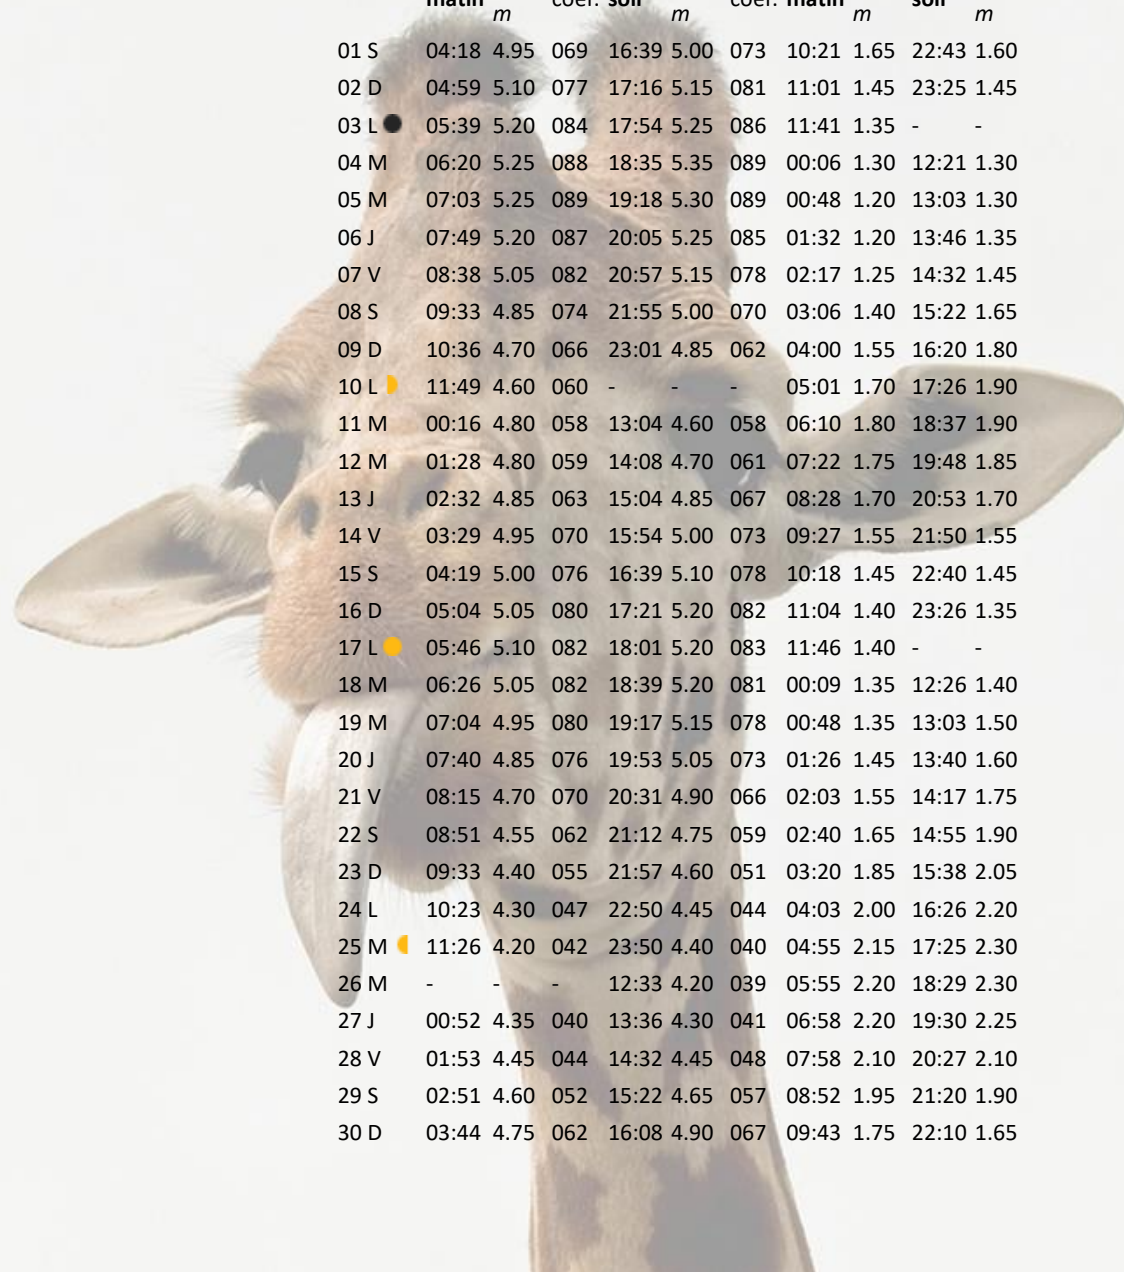 matin coef. soir coef. matin soir
m m m m
01 S 04:18 4.95 069 16:39 5.00 073 10:21 1.65 22:43 1.60
02 D 04:59 5.10 077 17:16 5.15 081 11:01 1.45 23:25 1.45
03 L 05:39 5.20 084 17:54 5.25 086 11:41 1.35 - -
04 M 06:20 5.25 088 18:35 5.35 089 00:06 1.30 12:21 1.30
05 M 07:03 5.25 089 19:18 5.30 089 00:48 1.20 13:03 1.30
06 J 07:49 5.20 087 20:05 5.25 085 01:32 1.20 13:46 1.35
07 V 08:38 5.05 082 20:57 5.15 078 02:17 1.25 14:32 1.45
08 S 09:33 4.85 074 21:55 5.00 070 03:06 1.40 15:22 1.65
09 D 10:36 4.70 066 23:01 4.85 062 04:00 1.55 16:20 1.80
10 L 11:49 4.60 060 - - - 05:01 1.70 17:26 1.90
11 M 00:16 4.80 058 13:04 4.60 058 06:10 1.80 18:37 1.90
12 M 01:28 4.80 059 14:08 4.70 061 07:22 1.75 19:48 1.85
13 J 02:32 4.85 063 15:04 4.85 067 08:28 1.70 20:53 1.70
14 V 03:29 4.95 070 15:54 5.00 073 09:27 1.55 21:50 1.55
15 S 04:19 5.00 076 16:39 5.10 078 10:18 1.45 22:40 1.45
16 D 05:04 5.05 080 17:21 5.20 082 11:04 1.40 23:26 1.35
17 L 05:46 5.10 082 18:01 5.20 083 11:46 1.40 - -
18 M 06:26 5.05 082 18:39 5.20 081 00:09 1.35 12:26 1.40
19 M 07:04 4.95 080 19:17 5.15 078 00:48 1.35 13:03 1.50
20 J 07:40 4.85 076 19:53 5.05 073 01:26 1.45 13:40 1.60
21 V 08:15 4.70 070 20:31 4.90 066 02:03 1.55 14:17 1.75
22 S 08:51 4.55 062 21:12 4.75 059 02:40 1.65 14:55 1.90
23 D 09:33 4.40 055 21:57 4.60 051 03:20 1.85 15:38 2.05
24 L 10:23 4.30 047 22:50 4.45 044 04:03 2.00 16:26 2.20
25 M 11:26 4.20 042 23:50 4.40 040 04:55 2.15 17:25 2.30
26 M - - - 12:33 4.20 039 05:55 2.20 18:29 2.30
27 J 00:52 4.35 040 13:36 4.30 041 06:58 2.20 19:30 2.25
28 V 01:53 4.45 044 14:32 4.45 048 07:58 2.10 20:27 2.10
29 S 02:51 4.60 052 15:22 4.65 057 08:52 1.95 21:20 1.90
30 D 03:44 4.75 062 16:08 4.90 067 09:43 1.75 22:10 1.65